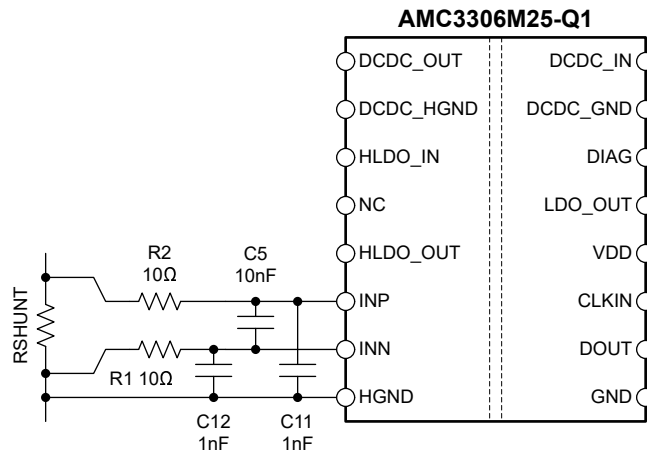 AMC3306M25-Q1
DCDC_OUT
DCDC_IN
DCDC_HGND
DCDC_GND
HLDO_IN
DIAG
NC
LDO_OUT
HLDO_OUT
VDD
R2
10Ω
C5
10nF
INP
CLKIN
RSHUNT
INN
DOUT
R1 10Ω
HGND
GND
C12
1nF
C11
1nF